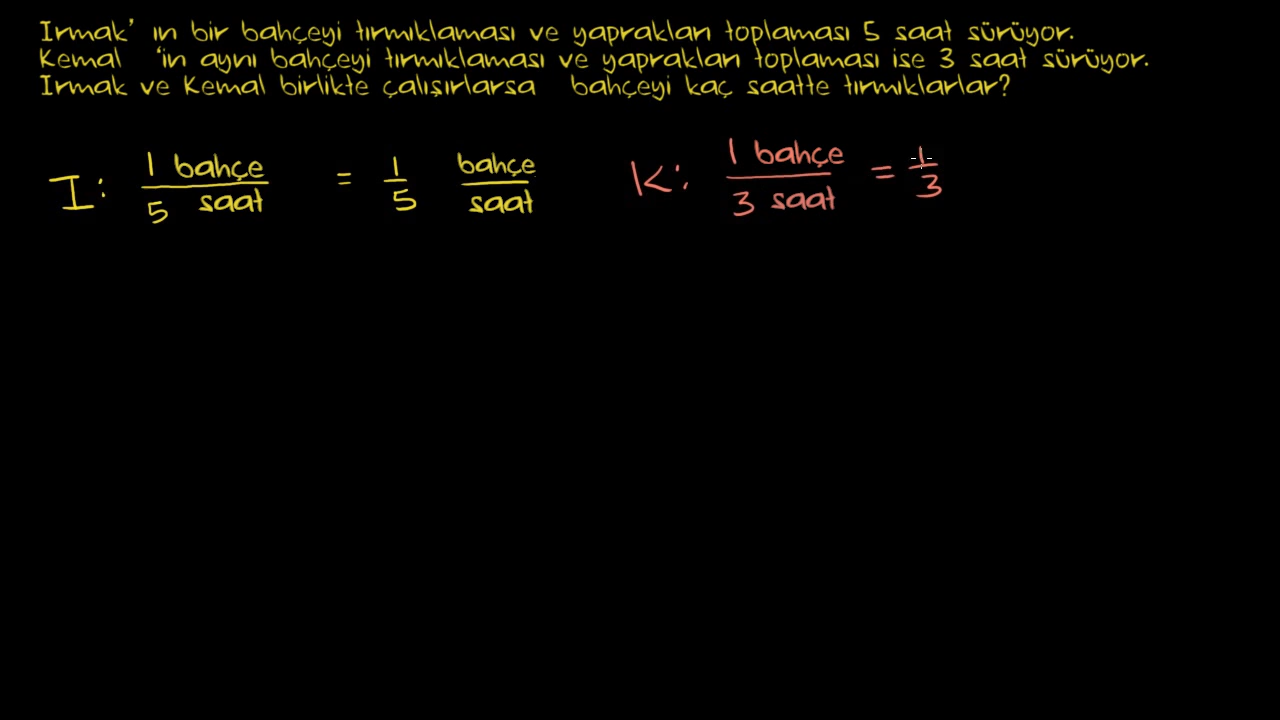 Irmak' ın bir bahçeyi tırmıklaması ve yaprakları toplaması 5 saat sürüyor.
Kemal 'in aynı bahçeyi tırmıklaması ve yaprakları toplaması ise 3 saat sürüyor.
Irmak ve Kemal birlikte çalışırlarsa bahçeyi kaç saatte tırmıklarlar?
I: 1 bahçe / 5 saat = 1/5 bahçe / saat K: 1 bahçe / 3 saat = 1/3